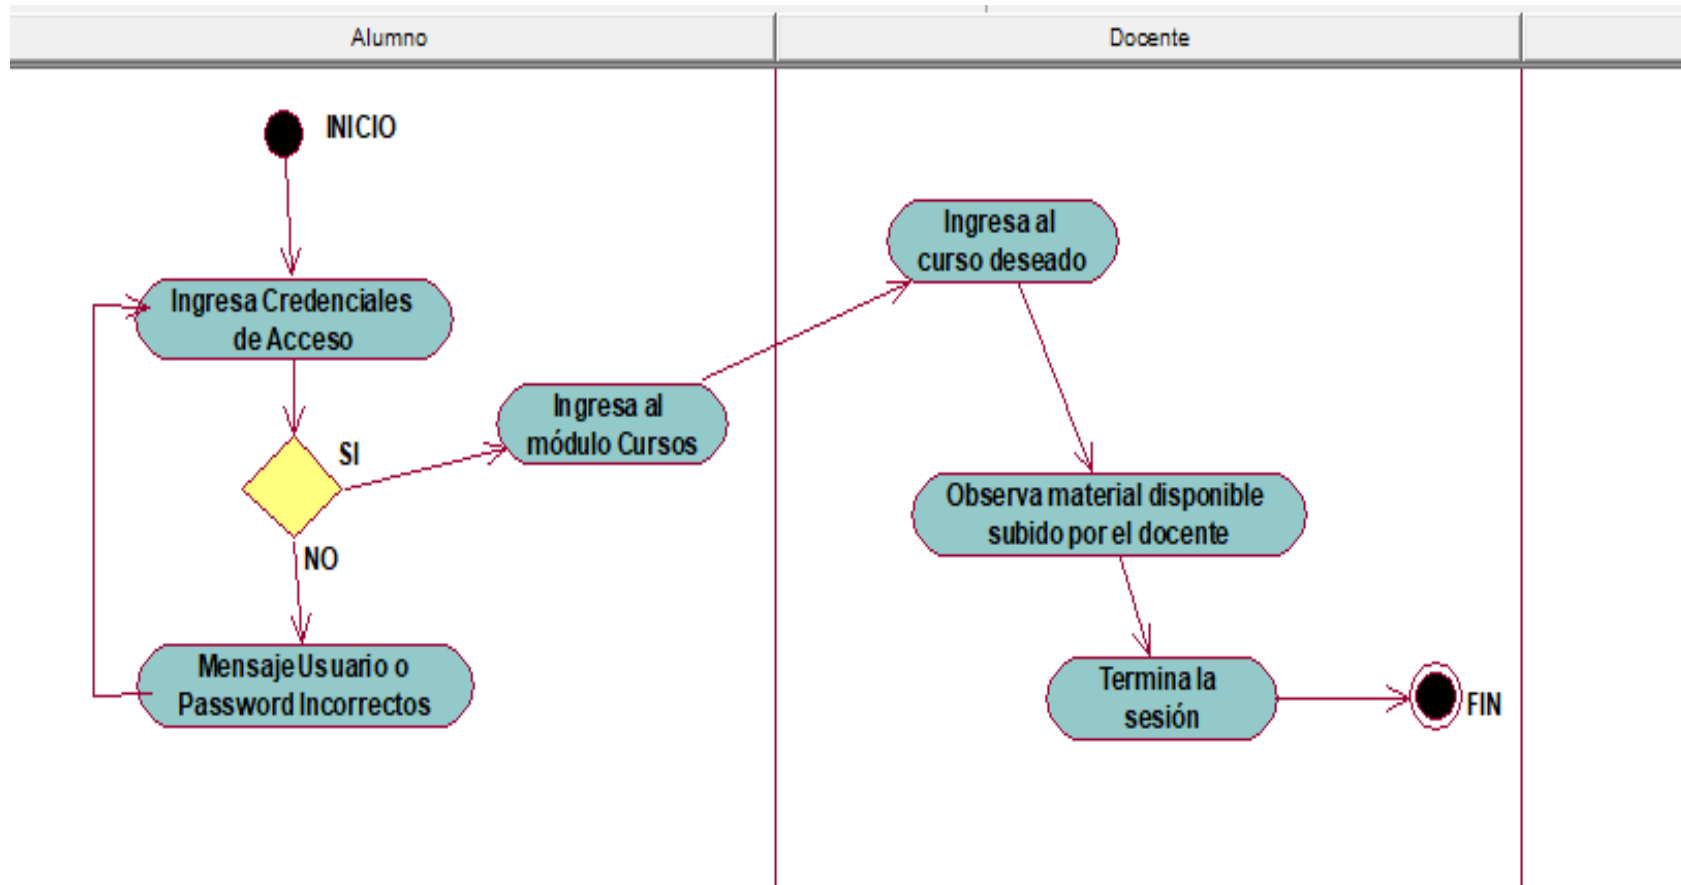 Alumno
Docente
INICIO
Ingresa Credenciales
de Acceso
SI
NO
Mensaje Usuario o
Password Incorrectos
Ingresa al
módulo Cursos
Ingresa al
curso deseado
Observa material disponible
subido por el docente
Termina la
sesión
FIN